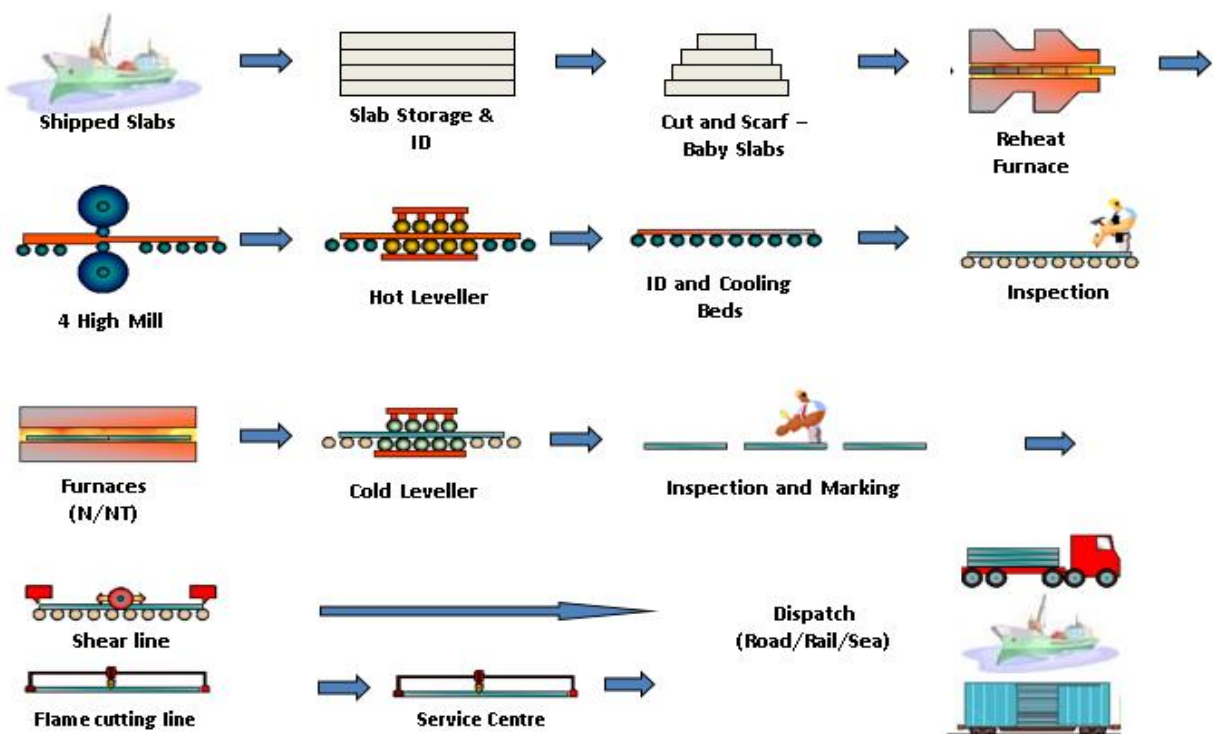 Shipped Slabs
Slab Storage &
ID
Cut and Scarf –
Baby Slabs
Reheat
Furnace
4 High Mill
Hot Leveller
ID and Cooling
Beds
Inspection
Furnaces
(N/NT)
Cold Leveller
Inspection and Marking
Shear line
Dispatch
(Road/Rail/Sea)
Flame cutting line
Service Centre